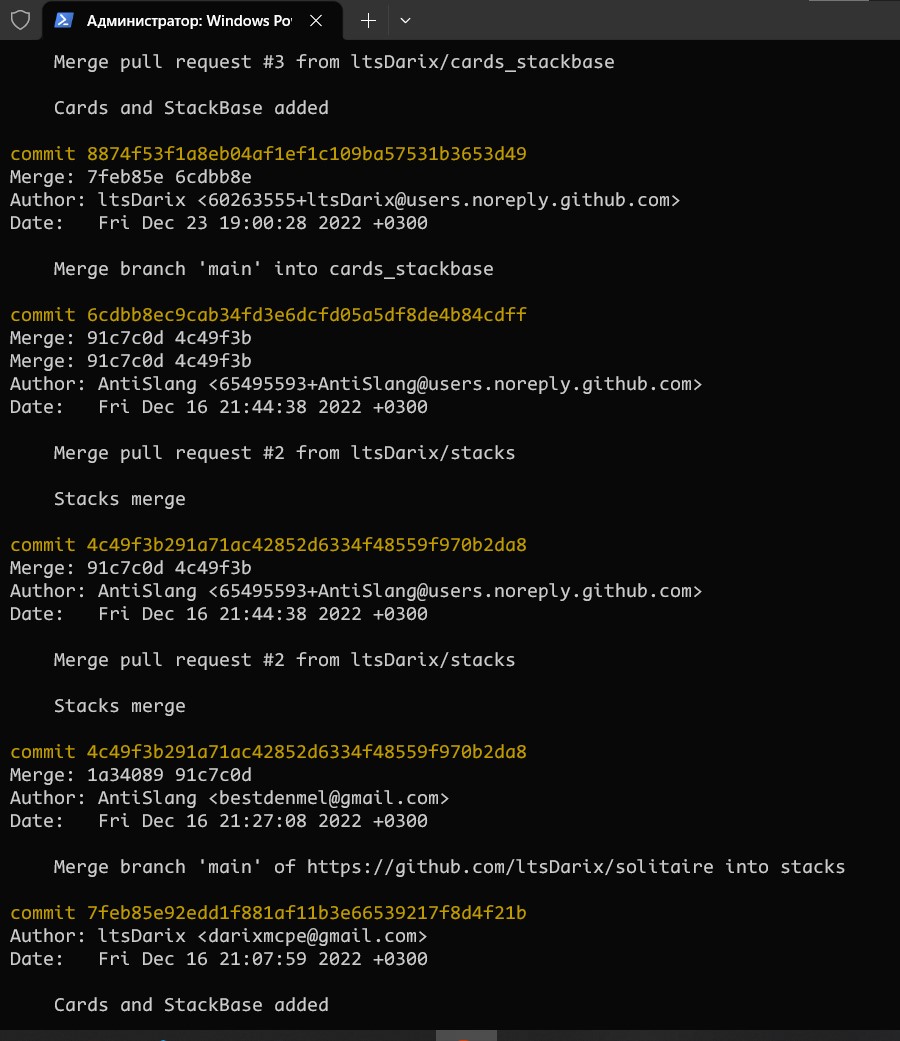 Администратор: Windows Po
Merge pull request #3 from ltsDarix/cards_stackbase
Cards and StackBase added
commit 8874f53f1a8eb04af1ef1c109ba57531b3653d49
Merge: 7feb85e 6cdbb8e
Author: ltsDarix <60263555+ltsDarix@users.noreply.github.com>
Date:   Fri Dec 23 19:00:28 2022 +0300
Merge branch 'main' into cards_stackbase
commit 6cdbb8ec9cab34fd3e6dcfd05a5df8de4b84cdff
Merge: 91c7c0d 4c49f3b
Merge: 91c7c0d 4c49f3b
Author: AntiSlang <65495593+AntiSlang@users.noreply.github.com>
Date:   Fri Dec 16 21:44:38 2022 +0300
Merge pull request #2 from ltsDarix/stacks
Stacks merge
commit 4c49f3b291a71ac42852d6334f48559f970b2da8
Merge: 91c7c0d 4c49f3b
Author: AntiSlang <65495593+AntiSlang@users.noreply.github.com>
Date:   Fri Dec 16 21:44:38 2022 +0300
Merge pull request #2 from ltsDarix/stacks
Stacks merge
commit 4c49f3b291a71ac42852d6334f48559f970b2da8
Merge: 1a34089 91c7c0d
Author: AntiSlang <bestdenmel@gmail.com>
Date:   Fri Dec 16 21:27:08 2022 +0300
Merge branch 'main' of https://github.com/ltsDarix/solitaire into stacks
commit 7feb85e92edd1f881af11b3e66539217f8d4f21b
Author: ltsDarix <darixmcpe@gmail.com>
Date:   Fri Dec 16 21:07:59 2022 +0300
Cards and StackBase added